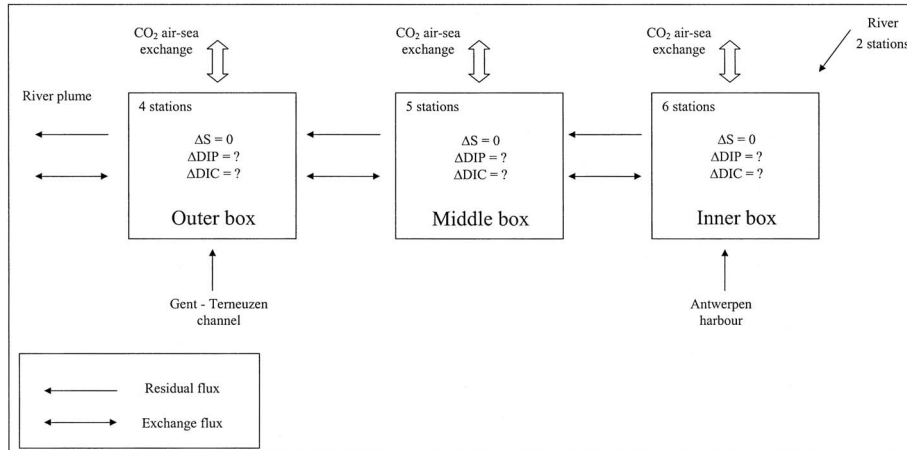 CO₂ air-sea
exchange
CO₂ air-sea
exchange
CO₂ air-sea
exchange
River
2 stations
River plume
4 stations
ΔS = 0
ΔDIP = ?
ΔDIC = ?
Outer box
5 stations
ΔS = 0
ΔDIP = ?
ΔDIC = ?
Middle box
6 stations
ΔS = 0
ΔDIP = ?
ΔDIC = ?
Inner box
Gent - Terneuzen
channel
Antwerpen
harbour
Residual flux
Exchange flux